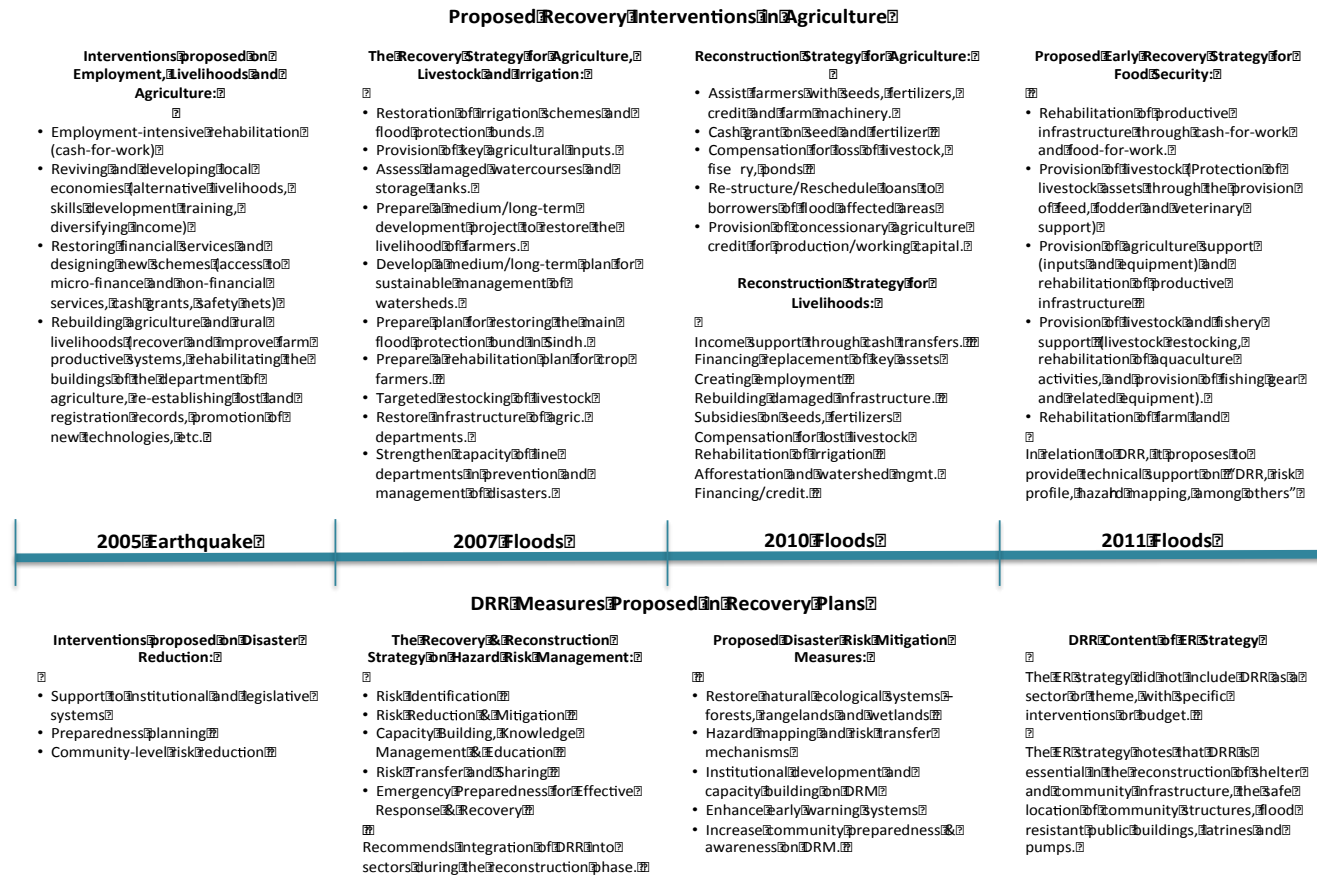 Proposed Recovery Interventions in Agriculture
Interventions proposed on
Employment, Livelihoods and
Agriculture:
• Employment-intensive rehabilitation
(cash-for-work)
• Reviving and developing local
economies (alternative livelihoods,
skills development training,
diversifying income)
• Restoring financial services and
designing new schemes (access to
micro-finance and non-financial
services, cash grants, safety nets)
• Rebuilding agriculture and rural
livelihoods (recover and improve farm
productive systems, rehabilitating the
buildings of the department of
agriculture, re-establishing lost land
registration records, promotion of
new technologies, etc.
The Recovery Strategy for Agriculture,
Livestock and Irrigation:
• Restoration of irrigation schemes and
flood protection bunds.
• Provision of key agricultural inputs.
• Assess damaged watercourses and
storage tanks.
• Prepare a medium/long-term
development project to restore the
livelihood of farmers.
• Develop a medium/long-term plan for
sustainable management of
watersheds.
• Prepare plan for restoring the main
flood protection bund in Sindh.
• Prepare a rehabilitation plan for crop
farmers.
• Targeted restocking of livestock
• Restore infrastructure of agric.
departments.
• Strengthen capacity of line
departments in prevention and
management of disasters.
Reconstruction Strategy for Agriculture:
• Assist farmers with seeds, fertilizers,
credit and farm machinery.
• Cash grant on seed and fertilizer
• Compensation for loss of livestock,
fise ry, ponds
• Re-structure/Reschedule loans to
borrowers of flood affected areas
• Provision of concessionary agriculture
credit for production/working capital.
Reconstruction Strategy for
Livelihoods:
Income support through cash transfers.
Financing replacement of key assets
Creating employment
Rebuilding damaged infrastructure.
Subsidies on seeds, fertilizers
Compensation for lost livestock
Rehabilitation of irrigation
Afforestation and watershed mgmt.
Financing/credit.
Proposed Early Recovery Strategy for
Food Security:
• Rehabilitation of productive
infrastructure through cash-for-work
and food-for-work.
• Provision of livestock (Protection of
livestock assets through the provision
of feed, fodder and veterinary
support)
• Provision of agriculture support
(inputs and equipment) and
rehabilitation of productive
infrastructure
• Provision of livestock and fishery
support (livestock restocking,
rehabilitation of aquaculture
activities, and provision of fishing gear
and related equipment).
• Rehabilitation of farm land
In relation to DRR, it proposes to
provide technical support on "DRR, risk
profile, hazard mapping, among others"
2005 Earthquake
2007 Floods
2010 Floods
2011 Floods
DRR Measures Proposed in Recovery Plans
Interventions proposed on Disaster
Reduction:
• Support to institutional and legislative
systems
• Preparedness planning
• Community-level risk reduction
The Recovery & Reconstruction
Strategy on Hazard Risk Management:
• Risk Identification
• Risk Reduction & Mitigation
• Capacity Building, Knowledge
Management & Education
• Risk Transfer and Sharing
• Emergency Preparedness for Effective
Response & Recovery
Recommends integration of DRR into
sectors during the reconstruction phase.
Proposed Disaster Risk Mitigation
Measures:
• Restore natural ecological systems –
forests, rangelands and wetlands
• Hazard mapping and risk transfer
mechanisms
• Institutional development and
capacity building on DRM
• Enhance early warning systems
• Increase community preparedness &
awareness on DRM.
DRR Content of ER Strategy
The ER strategy did not include DRR as a
sector or theme, with specific
interventions or budget.
The ER strategy notes that DRR is
essential in the reconstruction of shelter
and community infrastructure, the safe
location of community structures, flood
resistant public buildings, latrines and
pumps.